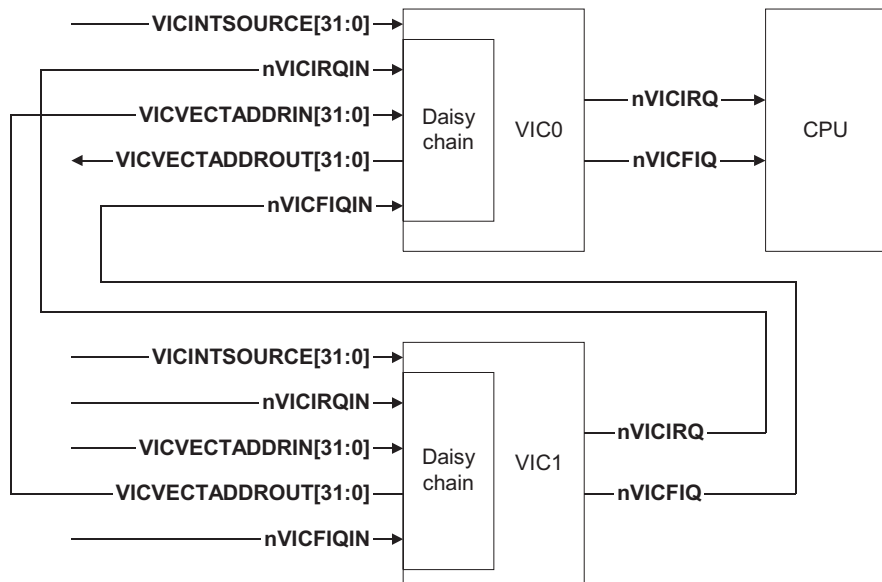 VICINTSOURCE[31:0]
nVICIRQIN
VICVECTADDRIN[31:0]
VICVECTADDROUT[31:0]
nVICFIQIN
Daisy
chain
VIC0
nVICIRQ
nVICFIQ
CPU
VICINTSOURCE[31:0]
nVICIRQIN
VICVECTADDRIN[31:0]
VICVECTADDROUT[31:0]
nVICFIQIN
Daisy
chain
VIC1
nVICIRQ
nVICFIQ